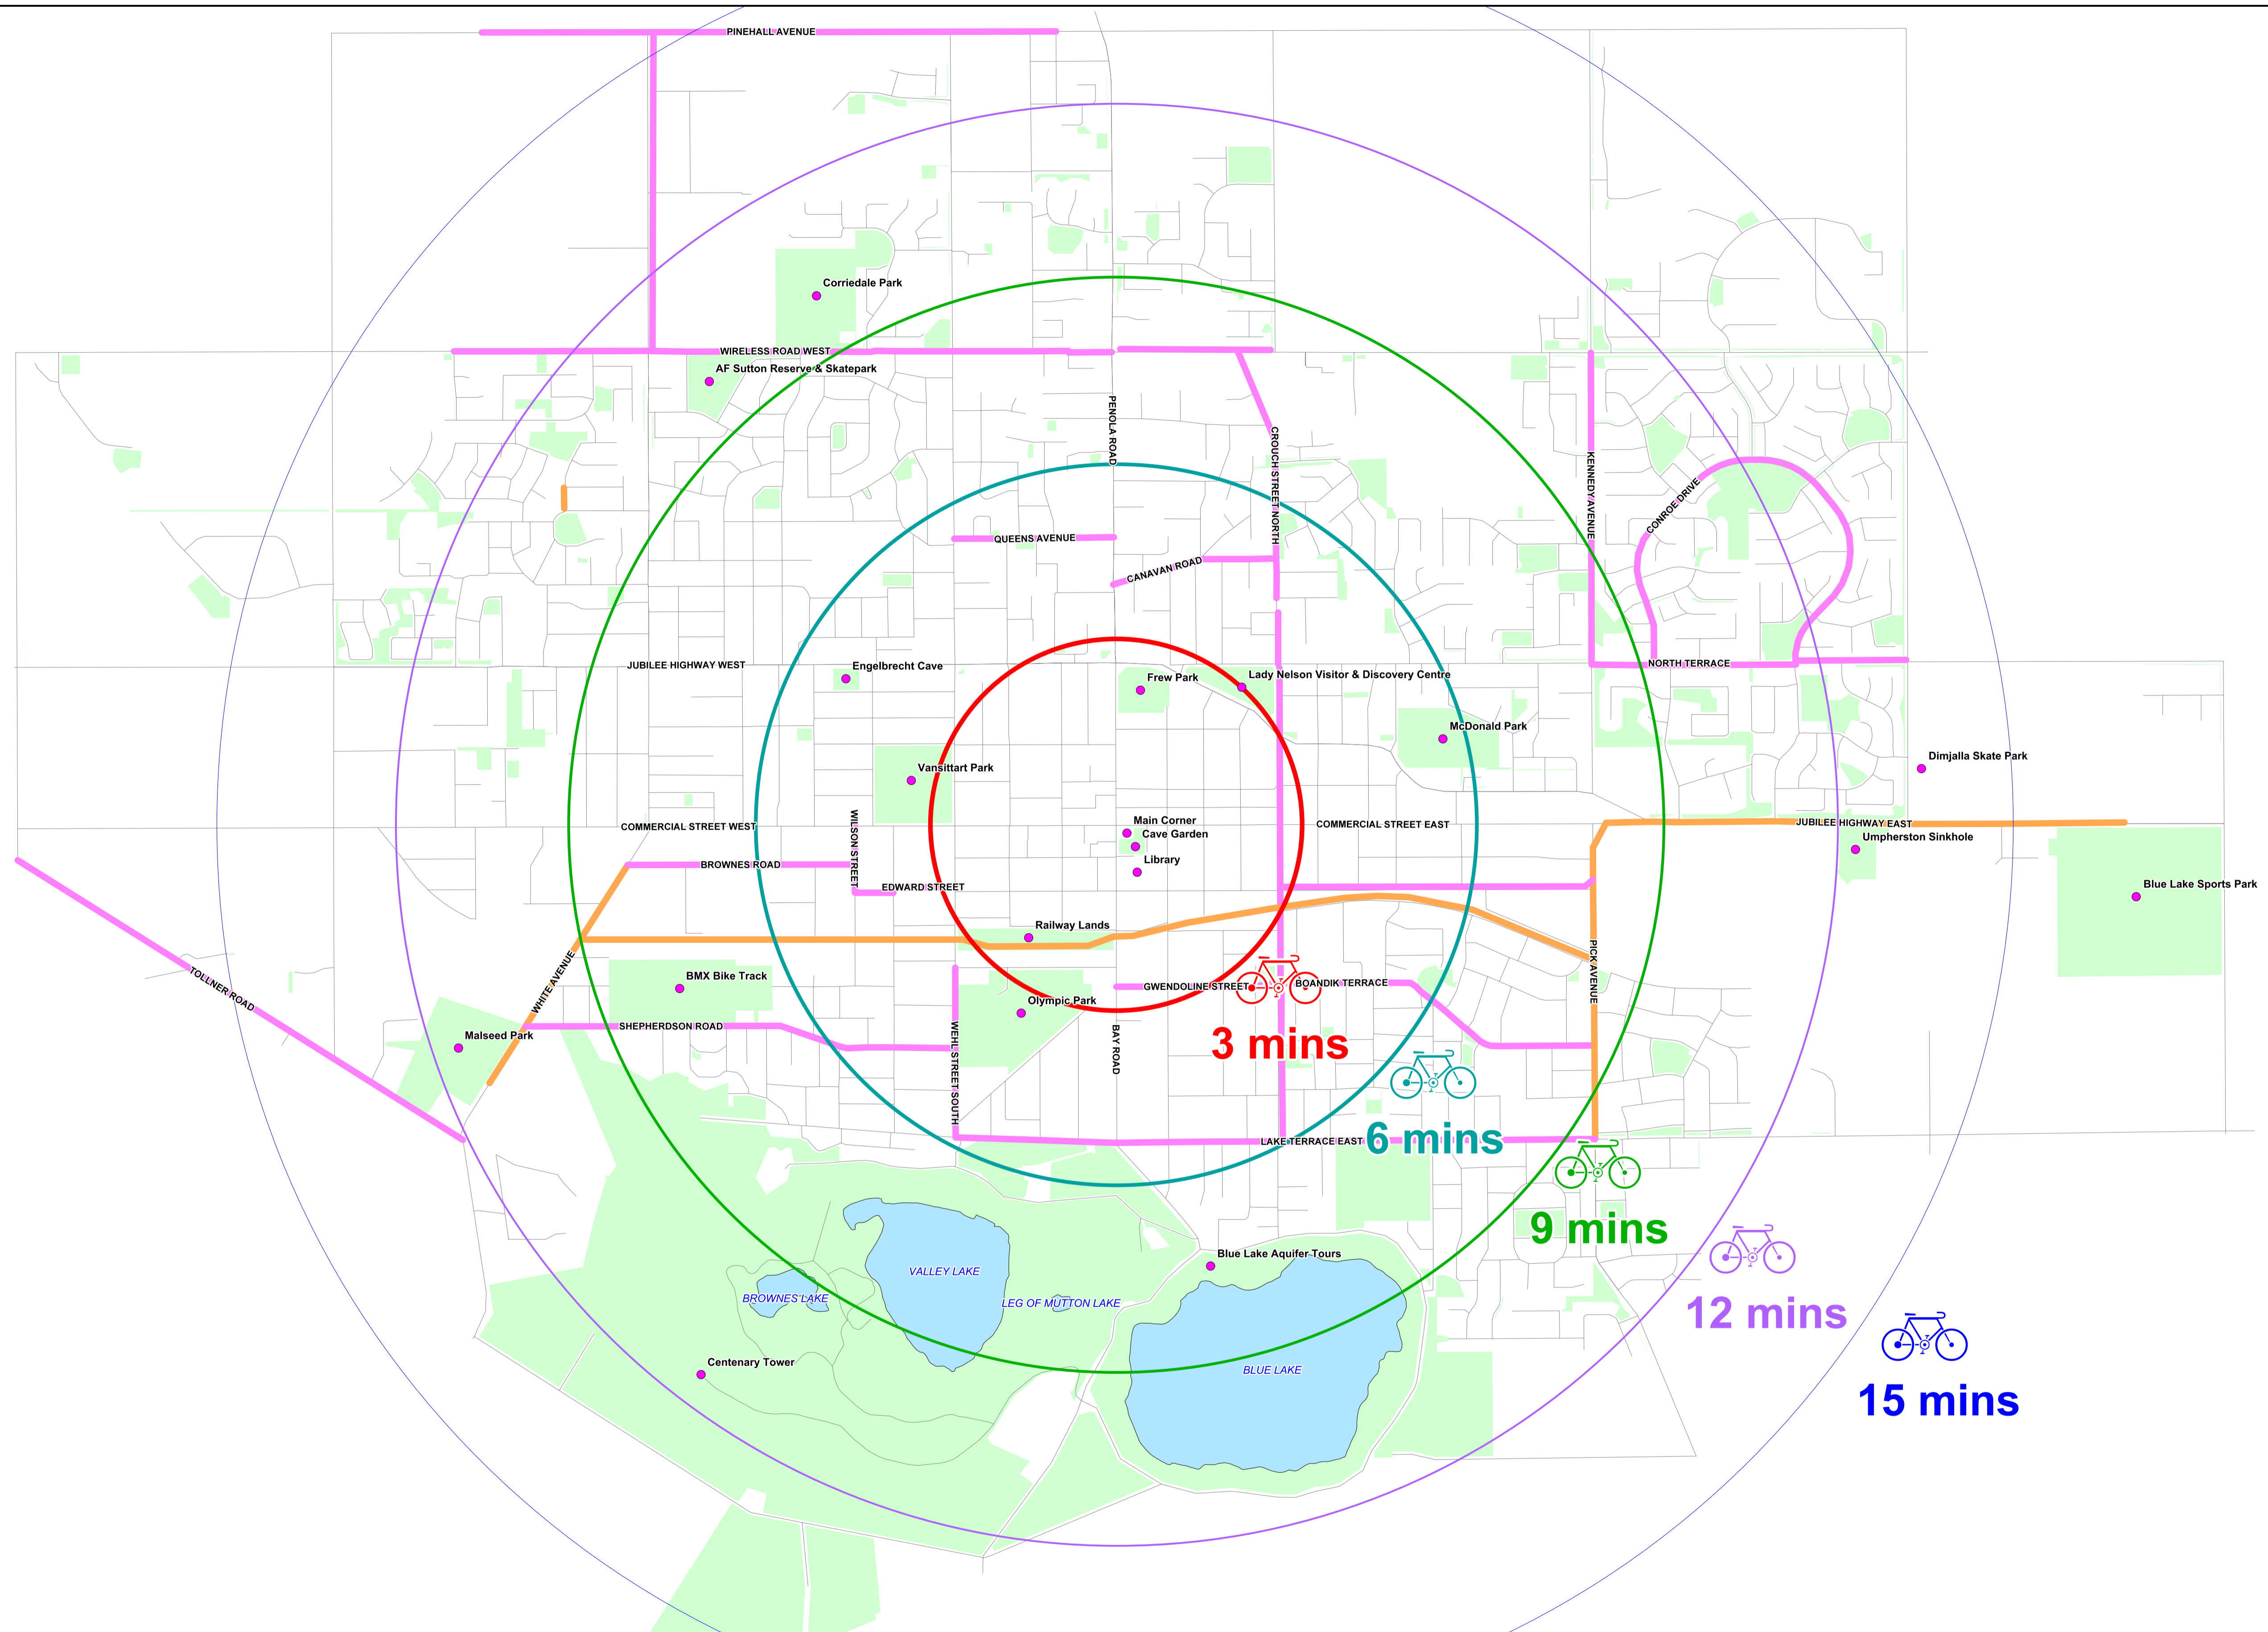 PINEHALL AVENUE
Corriedale Park
WIRELESS ROAD WEST
AF Sutton Reserve & Skatepark
PENOLA ROAD
CROUCH STREET NORTH
KENNEDY AVENUE
CONROE DRIVE
QUEENS AVENUE
CANAVAN ROAD
JUBILEE HIGHWAY WEST
Engelbrecht Cave
Frew Park
Lady Nelson Visitor & Discovery Centre
NORTH TERRACE
McDonald Park
Dimjalla Skate Park
Vansittart Park
Main Corner
Cave Garden
Library
COMMERCIAL STREET WEST
WILSON STREET
COMMERCIAL STREET EAST
JUBILEE HIGHWAY EAST
Umpherston Sinkhole
BROWNES ROAD
EDWARD STREET
Blue Lake Sports Park
Railway Lands
TOLLNER ROAD
WHITE AVENUE
BMX Bike Track
PICK AVENUE
GWENDOLINE STREET
BOANDIK TERRACE
Olympic Park
SHEPHERDSON ROAD
Malseed Park
WEHL STREET SOUTH
BAY ROAD
3 mins
LAKE TERRACE EAST
6 mins
9 mins
Blue Lake Aquifer Tours
VALLEY LAKE
BROWNES LAKE
LEG OF MUTTON LAKE
12 mins
Centenary Tower
BLUE LAKE
15 mins